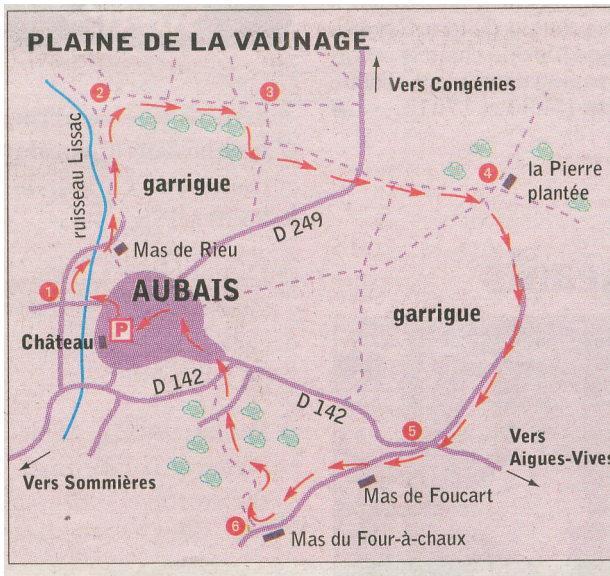 PLAINE DE LA VAUNAGE
2
3
Vers Congénies
ruisseau Lissac
garrigue
4
la Pierre
plantée
D 249
Mas de Rieu
1
AUBAIS
P
garrigue
Château
D 142
D 142
5
Vers
Aigues-Vives
Vers Sommières
Mas de Foucart
6
Mas du Four-à-chaux